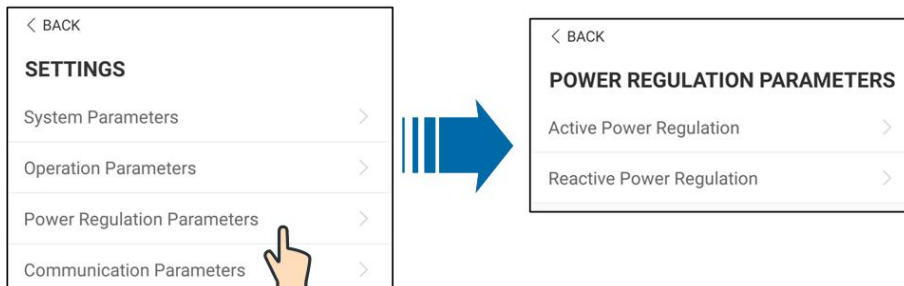 < BACK
SETTINGS
System Parameters
Operation Parameters
Power Regulation Parameters
Communication Parameters
< BACK
POWER REGULATION PARAMETERS
Active Power Regulation
Reactive Power Regulation